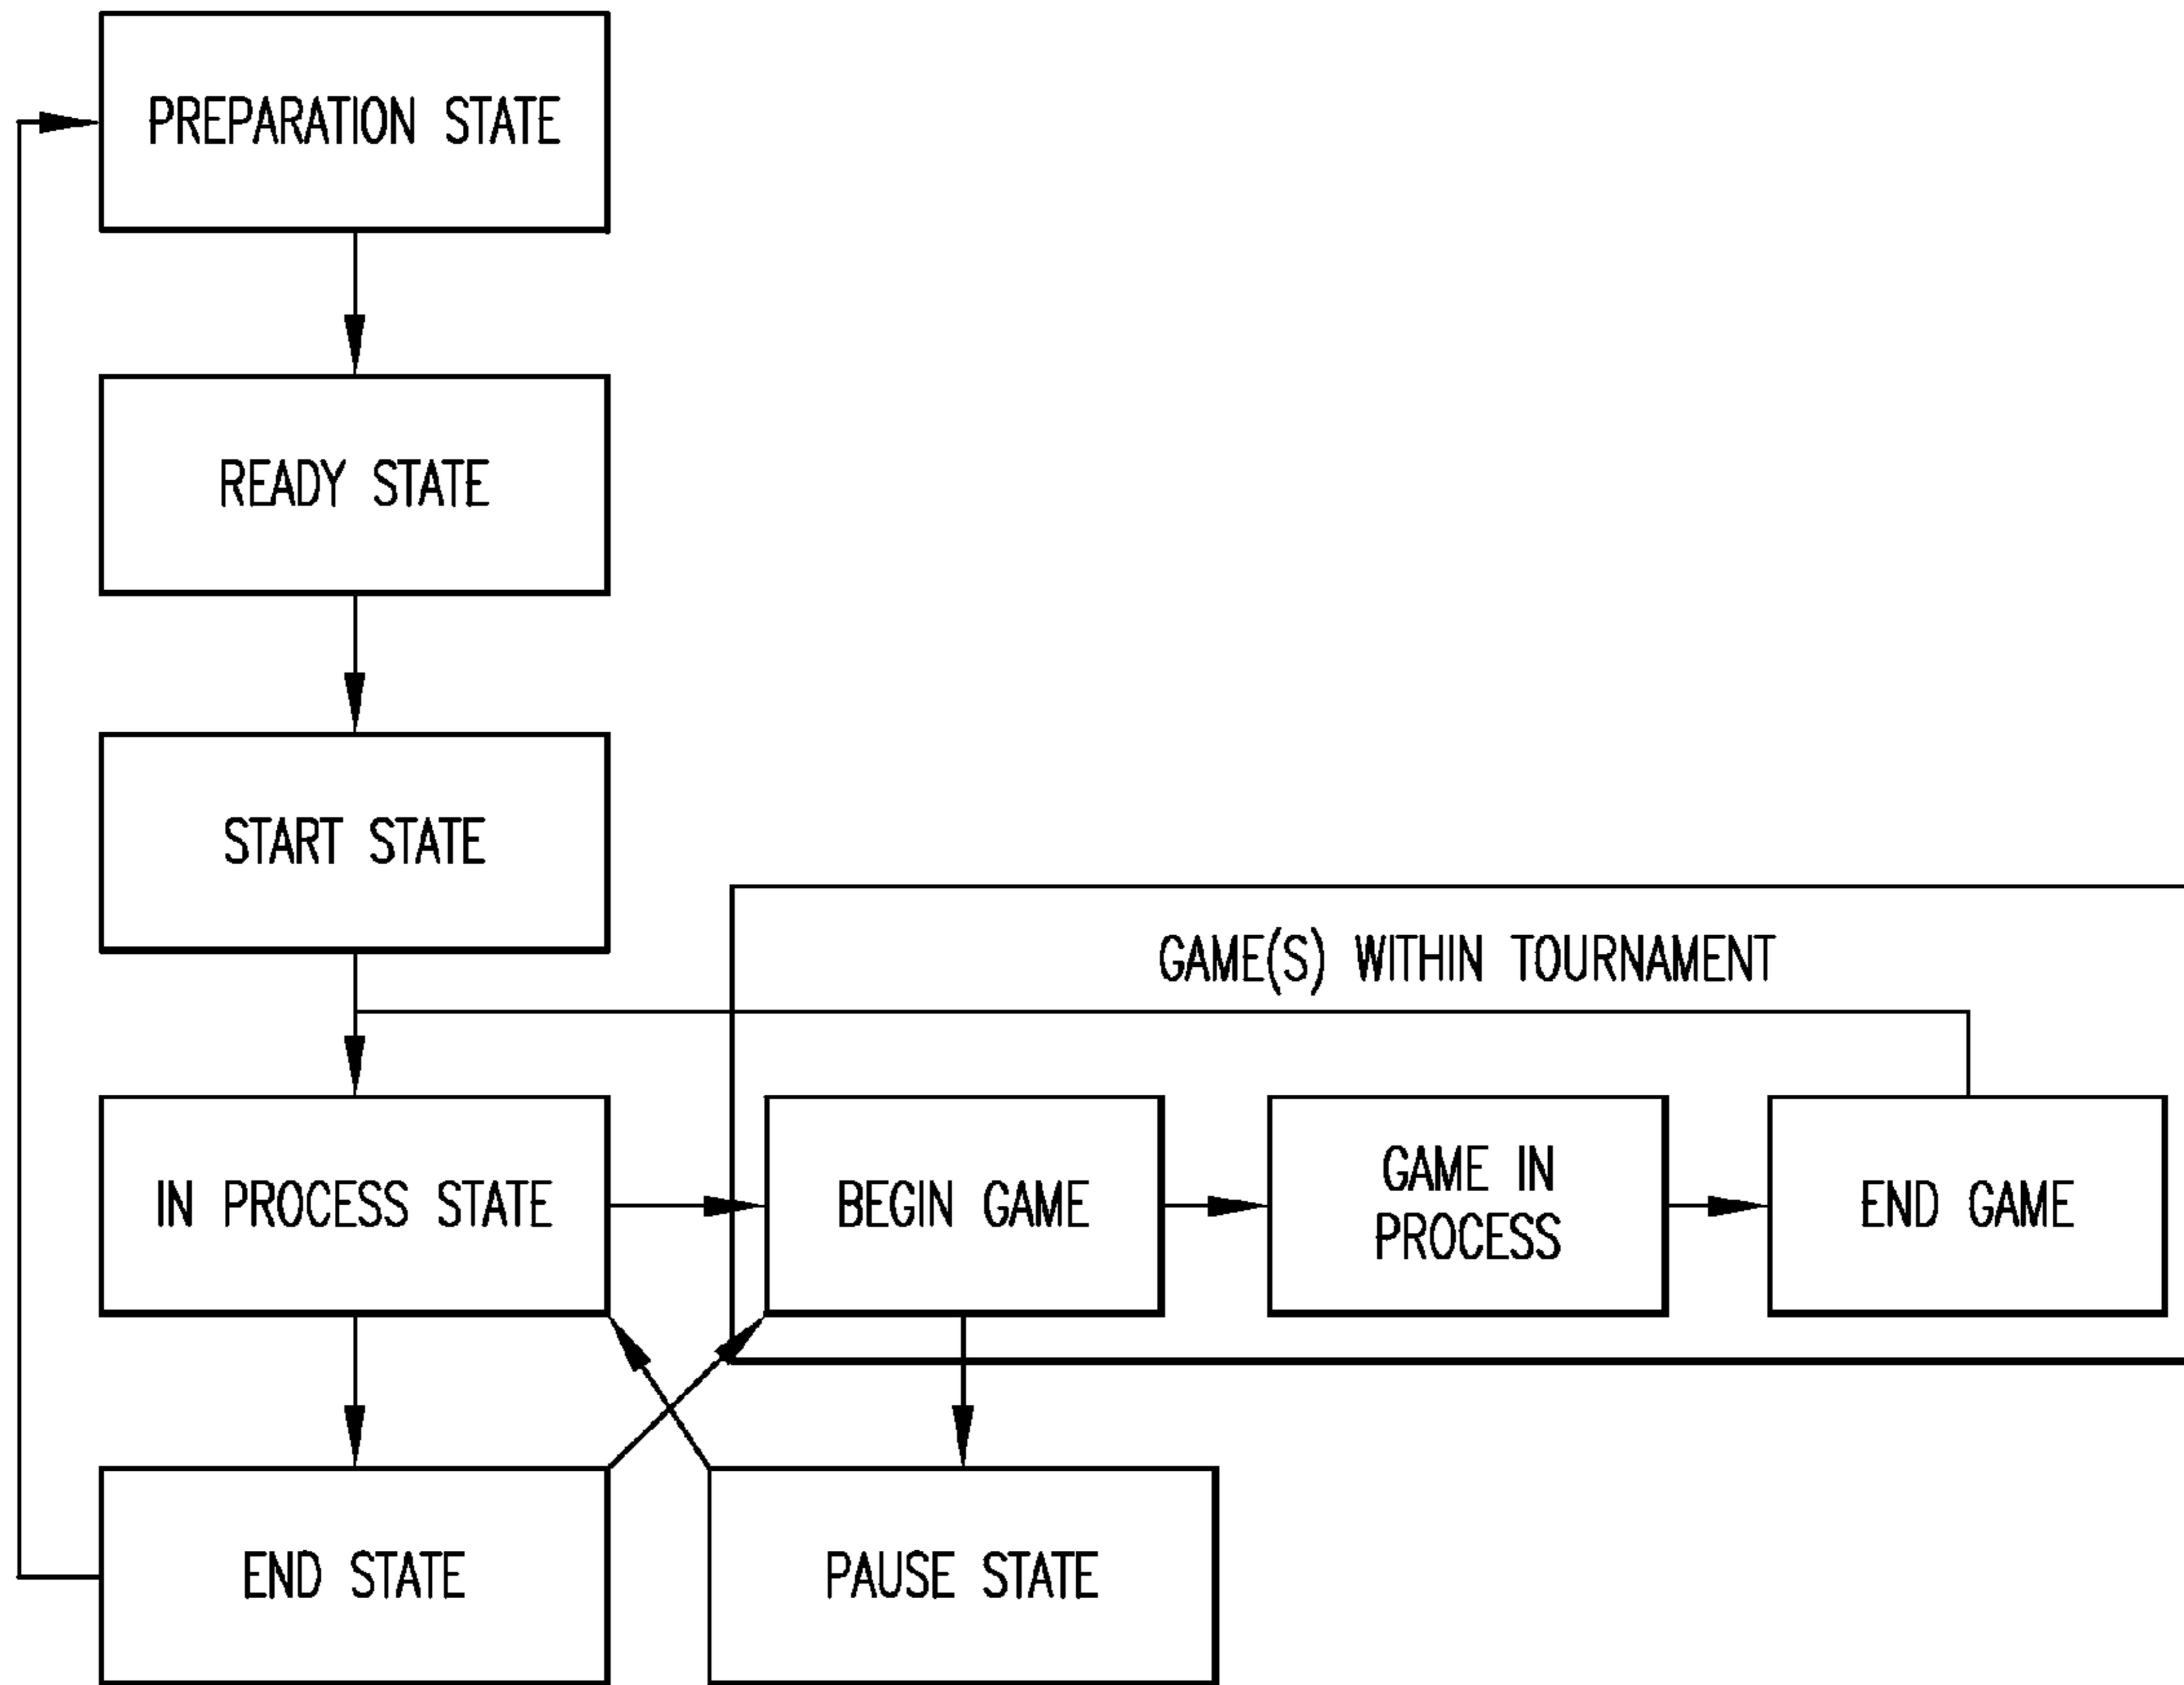 PREPARATION STATE
READY STATE
START STATE
GAME(S) WITHIN TOURNAMENT
IN PROCESS STATE
BEGIN GAME
GAME IN
PROCESS
END GAME
END STATE
PAUSE STATE